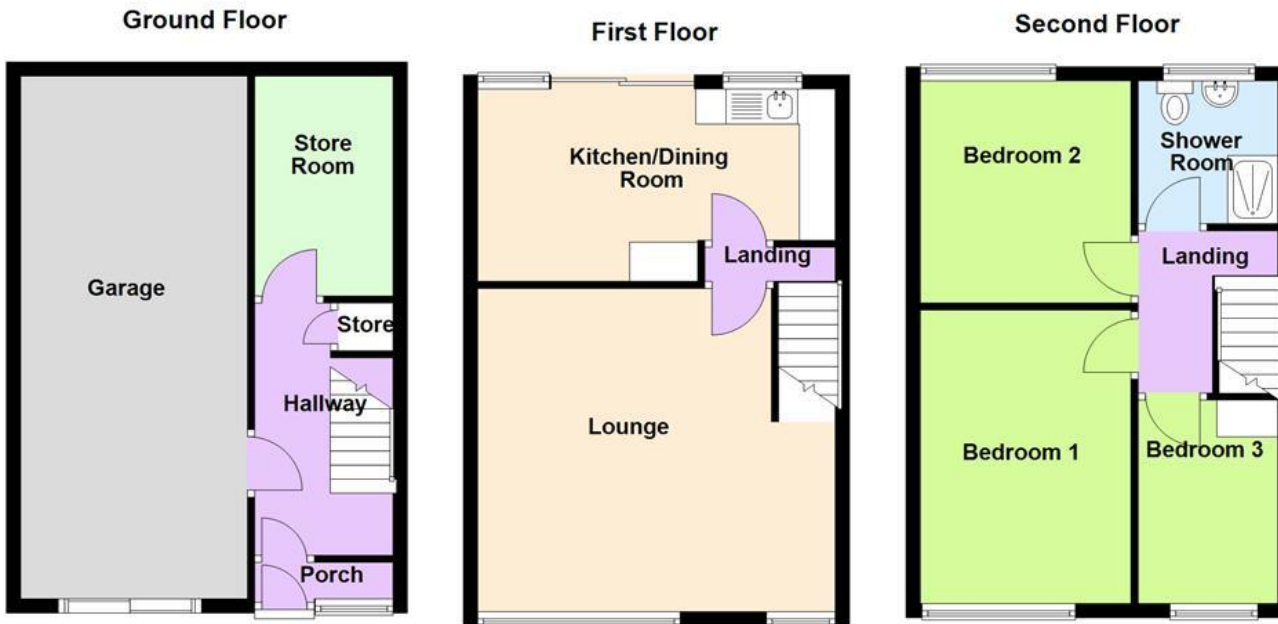 Ground Floor
Store
Room
Garage
Store
Hallway
Porch
First Floor
Kitchen/Dining
Room
Landing
Lounge
Second Floor
Bedroom 2
Shower
Room
Landing
Bedroom 1
Bedroom 3